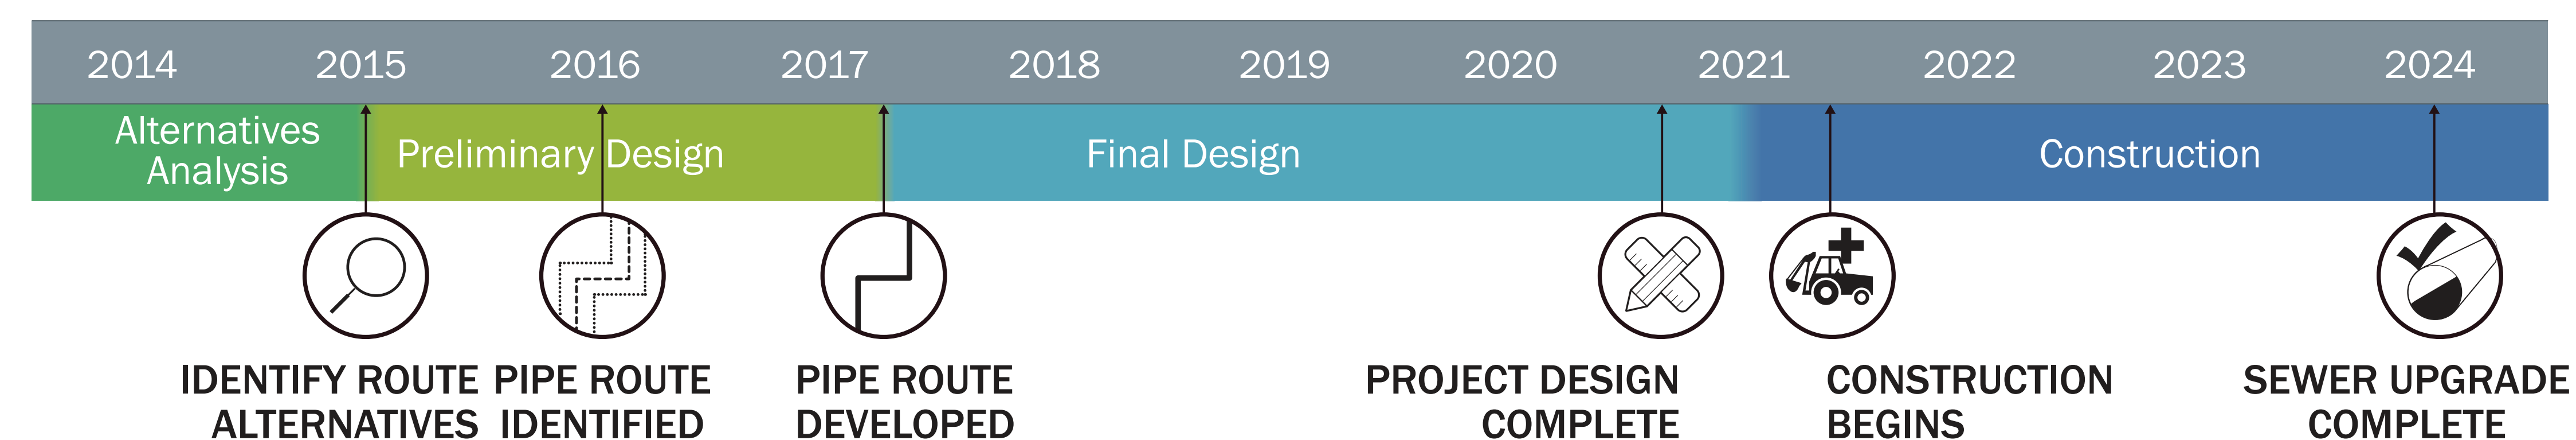 2014 2015 2016 2017 2018 2019 2020 2021 2022 2023 2024
Alternatives
Analysis
Preliminary Design
Final Design
Construction
IDENTIFY ROUTE
ALTERNATIVES
PIPE ROUTE
IDENTIFIED
PIPE ROUTE
DEVELOPED
PROJECT DESIGN
COMPLETE
CONSTRUCTION
BEGINS
SEWER UPGRADE
COMPLETE